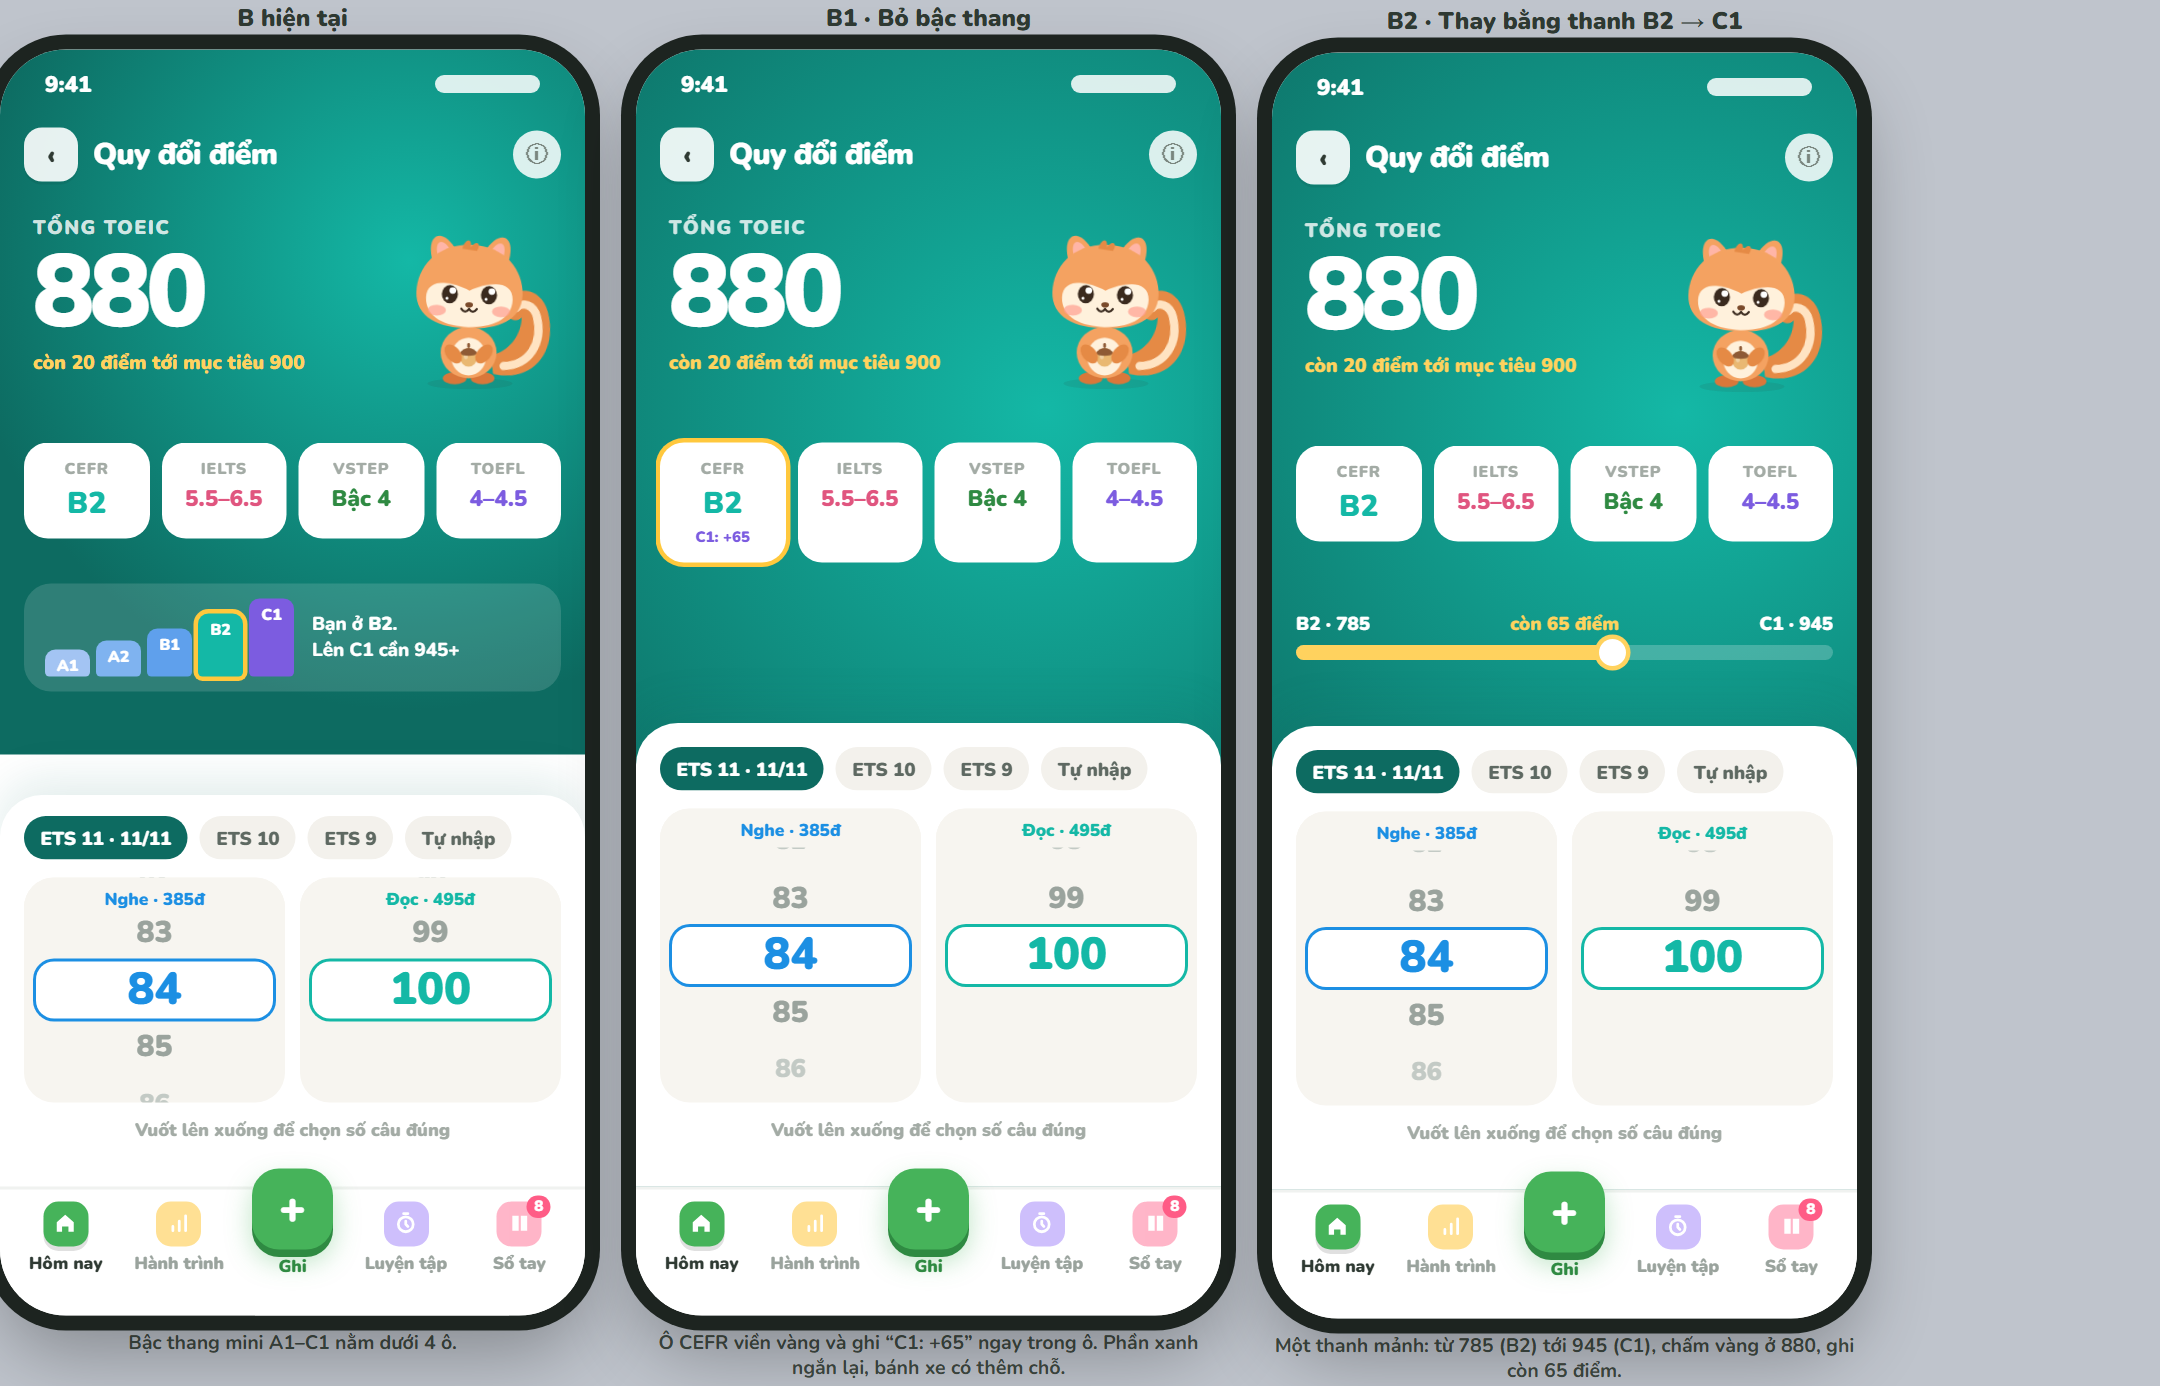 B hiện tại
9:41
Quy đổi điểm
TỔNG TOEIC
880
còn 20 điểm tới mục tiêu 900
CEFR
B2
IELTS
5.5–6.5
VSTEP
Bậc 4
TOEFL
4–4.5
A1
A2
B1
B2
C1
Bạn ở B2.
Lên C1 cần 945+
ETS 11 · 11/11
ETS 10
ETS 9
Tự nhập
Nghe · 385đ
83
84
85
86
Đọc · 495đ
99
100
Vuốt lên xuống để chọn số câu đúng
Hôm nay
Hành trình
Ghi
Luyện tập
8
Sổ tay
Bậc thang mini A1–C1 nằm dưới 4 ô.
B1 · Bỏ bậc thang
9:41
Quy đổi điểm
TỔNG TOEIC
880
còn 20 điểm tới mục tiêu 900
CEFR
B2
C1: +65
IELTS
5.5–6.5
VSTEP
Bậc 4
TOEFL
4–4.5
ETS 11 · 11/11
ETS 10
ETS 9
Tự nhập
Nghe · 385đ
83
84
85
86
Đọc · 495đ
99
100
Vuốt lên xuống để chọn số câu đúng
Hôm nay
Hành trình
Ghi
Luyện tập
8
Sổ tay
Ô CEFR viền vàng và ghi “C1: +65” ngay trong ô. Phần xanh
ngắn lại, bánh xe có thêm chỗ.
B2 · Thay bằng thanh B2 → C1
9:41
Quy đổi điểm
TỔNG TOEIC
880
còn 20 điểm tới mục tiêu 900
CEFR
B2
IELTS
5.5–6.5
VSTEP
Bậc 4
TOEFL
4–4.5
B2 · 785
còn 65 điểm
C1 · 945
ETS 11 · 11/11
ETS 10
ETS 9
Tự nhập
Nghe · 385đ
83
84
85
86
Đọc · 495đ
99
100
Vuốt lên xuống để chọn số câu đúng
Hôm nay
Hành trình
Ghi
Luyện tập
8
Sổ tay
Một thanh mảnh: từ 785 (B2) tới 945 (C1), chấm vàng ở 880, ghi
còn 65 điểm.